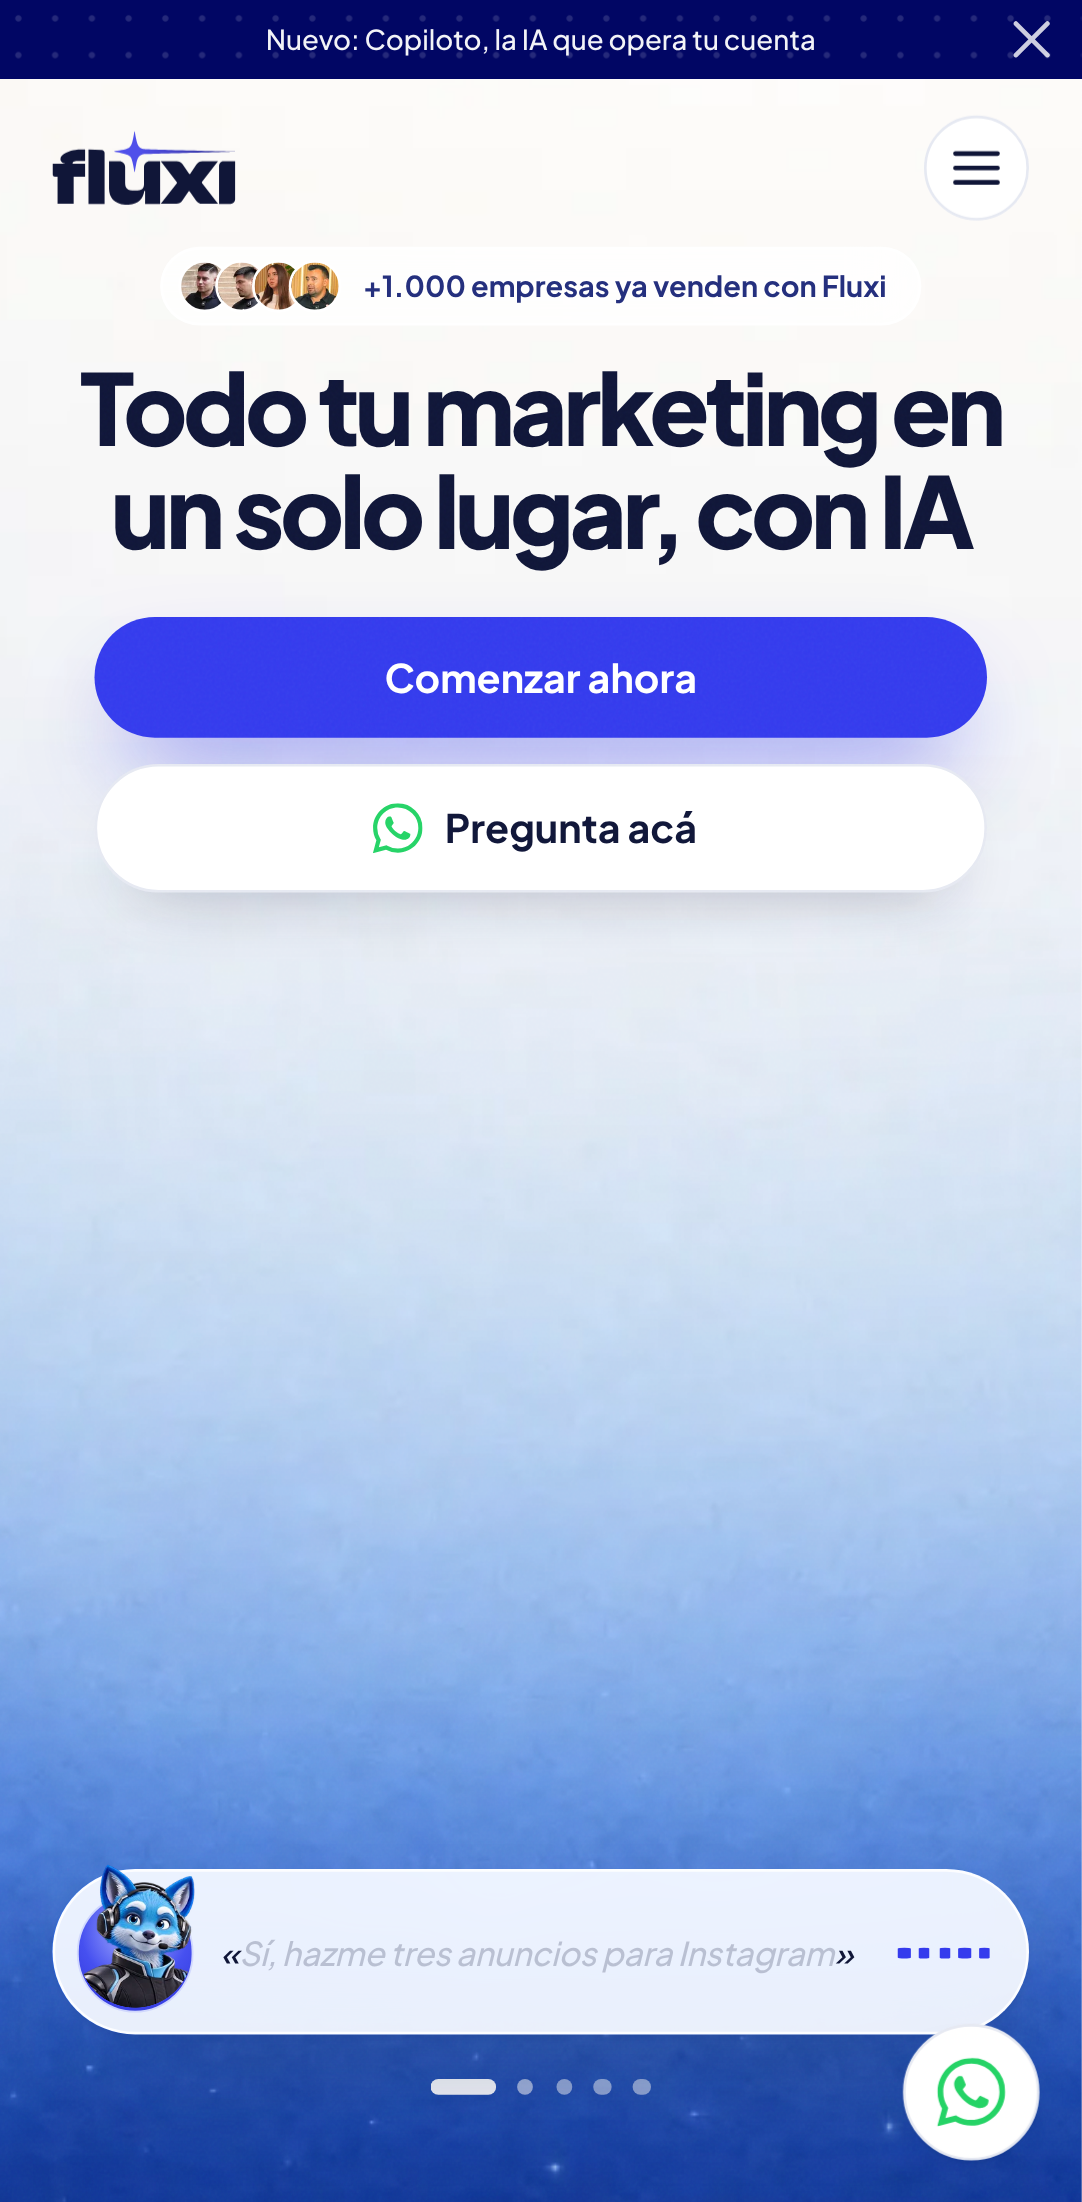 Nuevo: Copiloto, la IA que opera tu cuenta
fluxi
+1.000 empresas ya venden con Fluxi
Todo tu marketing en
un solo lugar, con IA
Comenzar ahora
Pregunta acá
«Sí, hazme tres anuncios para Instagram»